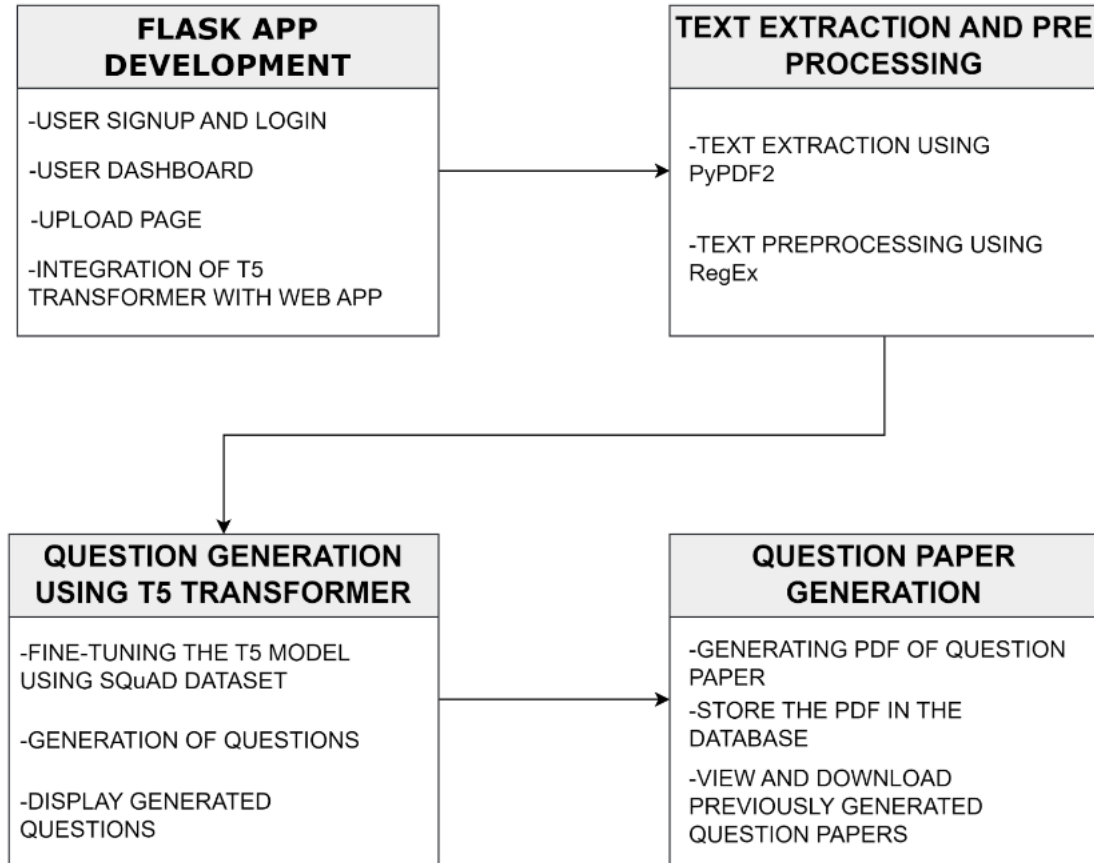 FLASK APP
DEVELOPMENT
-USER SIGNUP AND LOGIN
-USER DASHBOARD
-UPLOAD PAGE
-INTEGRATION OF T5
TRANSFORMER WITH WEB APP
TEXT EXTRACTION AND PRE
PROCESSING
-TEXT EXTRACTION USING
PyPDF2
-TEXT PREPROCESSING USING
RegEx
QUESTION GENERATION
USING T5 TRANSFORMER
-FINE-TUNING THE T5 MODEL
USING SQuAD DATASET
-GENERATION OF QUESTIONS
-DISPLAY GENERATED
QUESTIONS
QUESTION PAPER
GENERATION
-GENERATING PDF OF QUESTION
PAPER
-STORE THE PDF IN THE
DATABASE
-VIEW AND DOWNLOAD
PREVIOUSLY GENERATED
QUESTION PAPERS